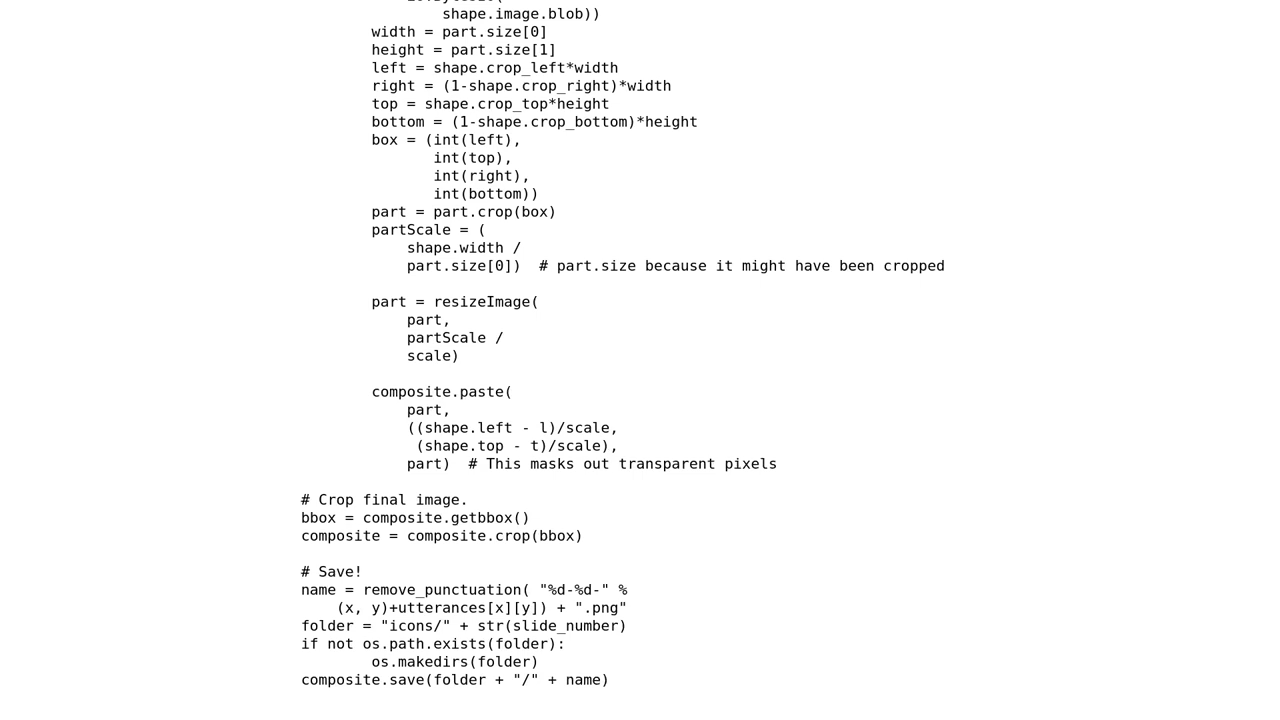 shape.image.blob))
width = part.size[0]
height = part.size[1]
left = shape.crop_left*width
right = (1-shape.crop_right)*width
top = shape.crop_top*height
bottom = (1-shape.crop_bottom)*height
box = (int(left),
int(top),
int(right),
int(bottom))
part = part.crop(box)
partScale = (
shape.width /
part.size[0])  # part.size because it might have been cropped
part = resizeImage(
part,
partScale /
scale)
composite.paste(
part,
((shape.left - l)/scale,
(shape.top - t)/scale),
part)  # This masks out transparent pixels
# Crop final image.
bbox = composite.getbbox()
composite = composite.crop(bbox)
# Save!
name = remove_punctuation( "%d-%d-" %
(x, y)+utterances[x][y]) + ".png"
folder = "icons/" + str(slide_number)
if not os.path.exists(folder):
os.makedirs(folder)
composite.save(folder + "/" + name)